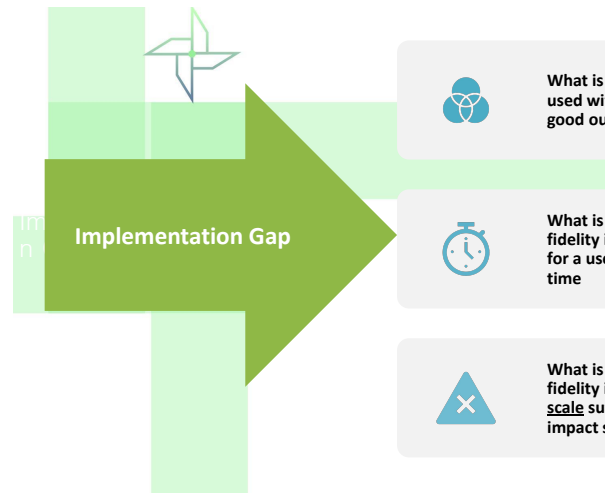 Implementation Gap
What is
used wi
good ou
What is
fidelity i
for a use
time
What is
fidelity i
scale su
impact s
Im
n